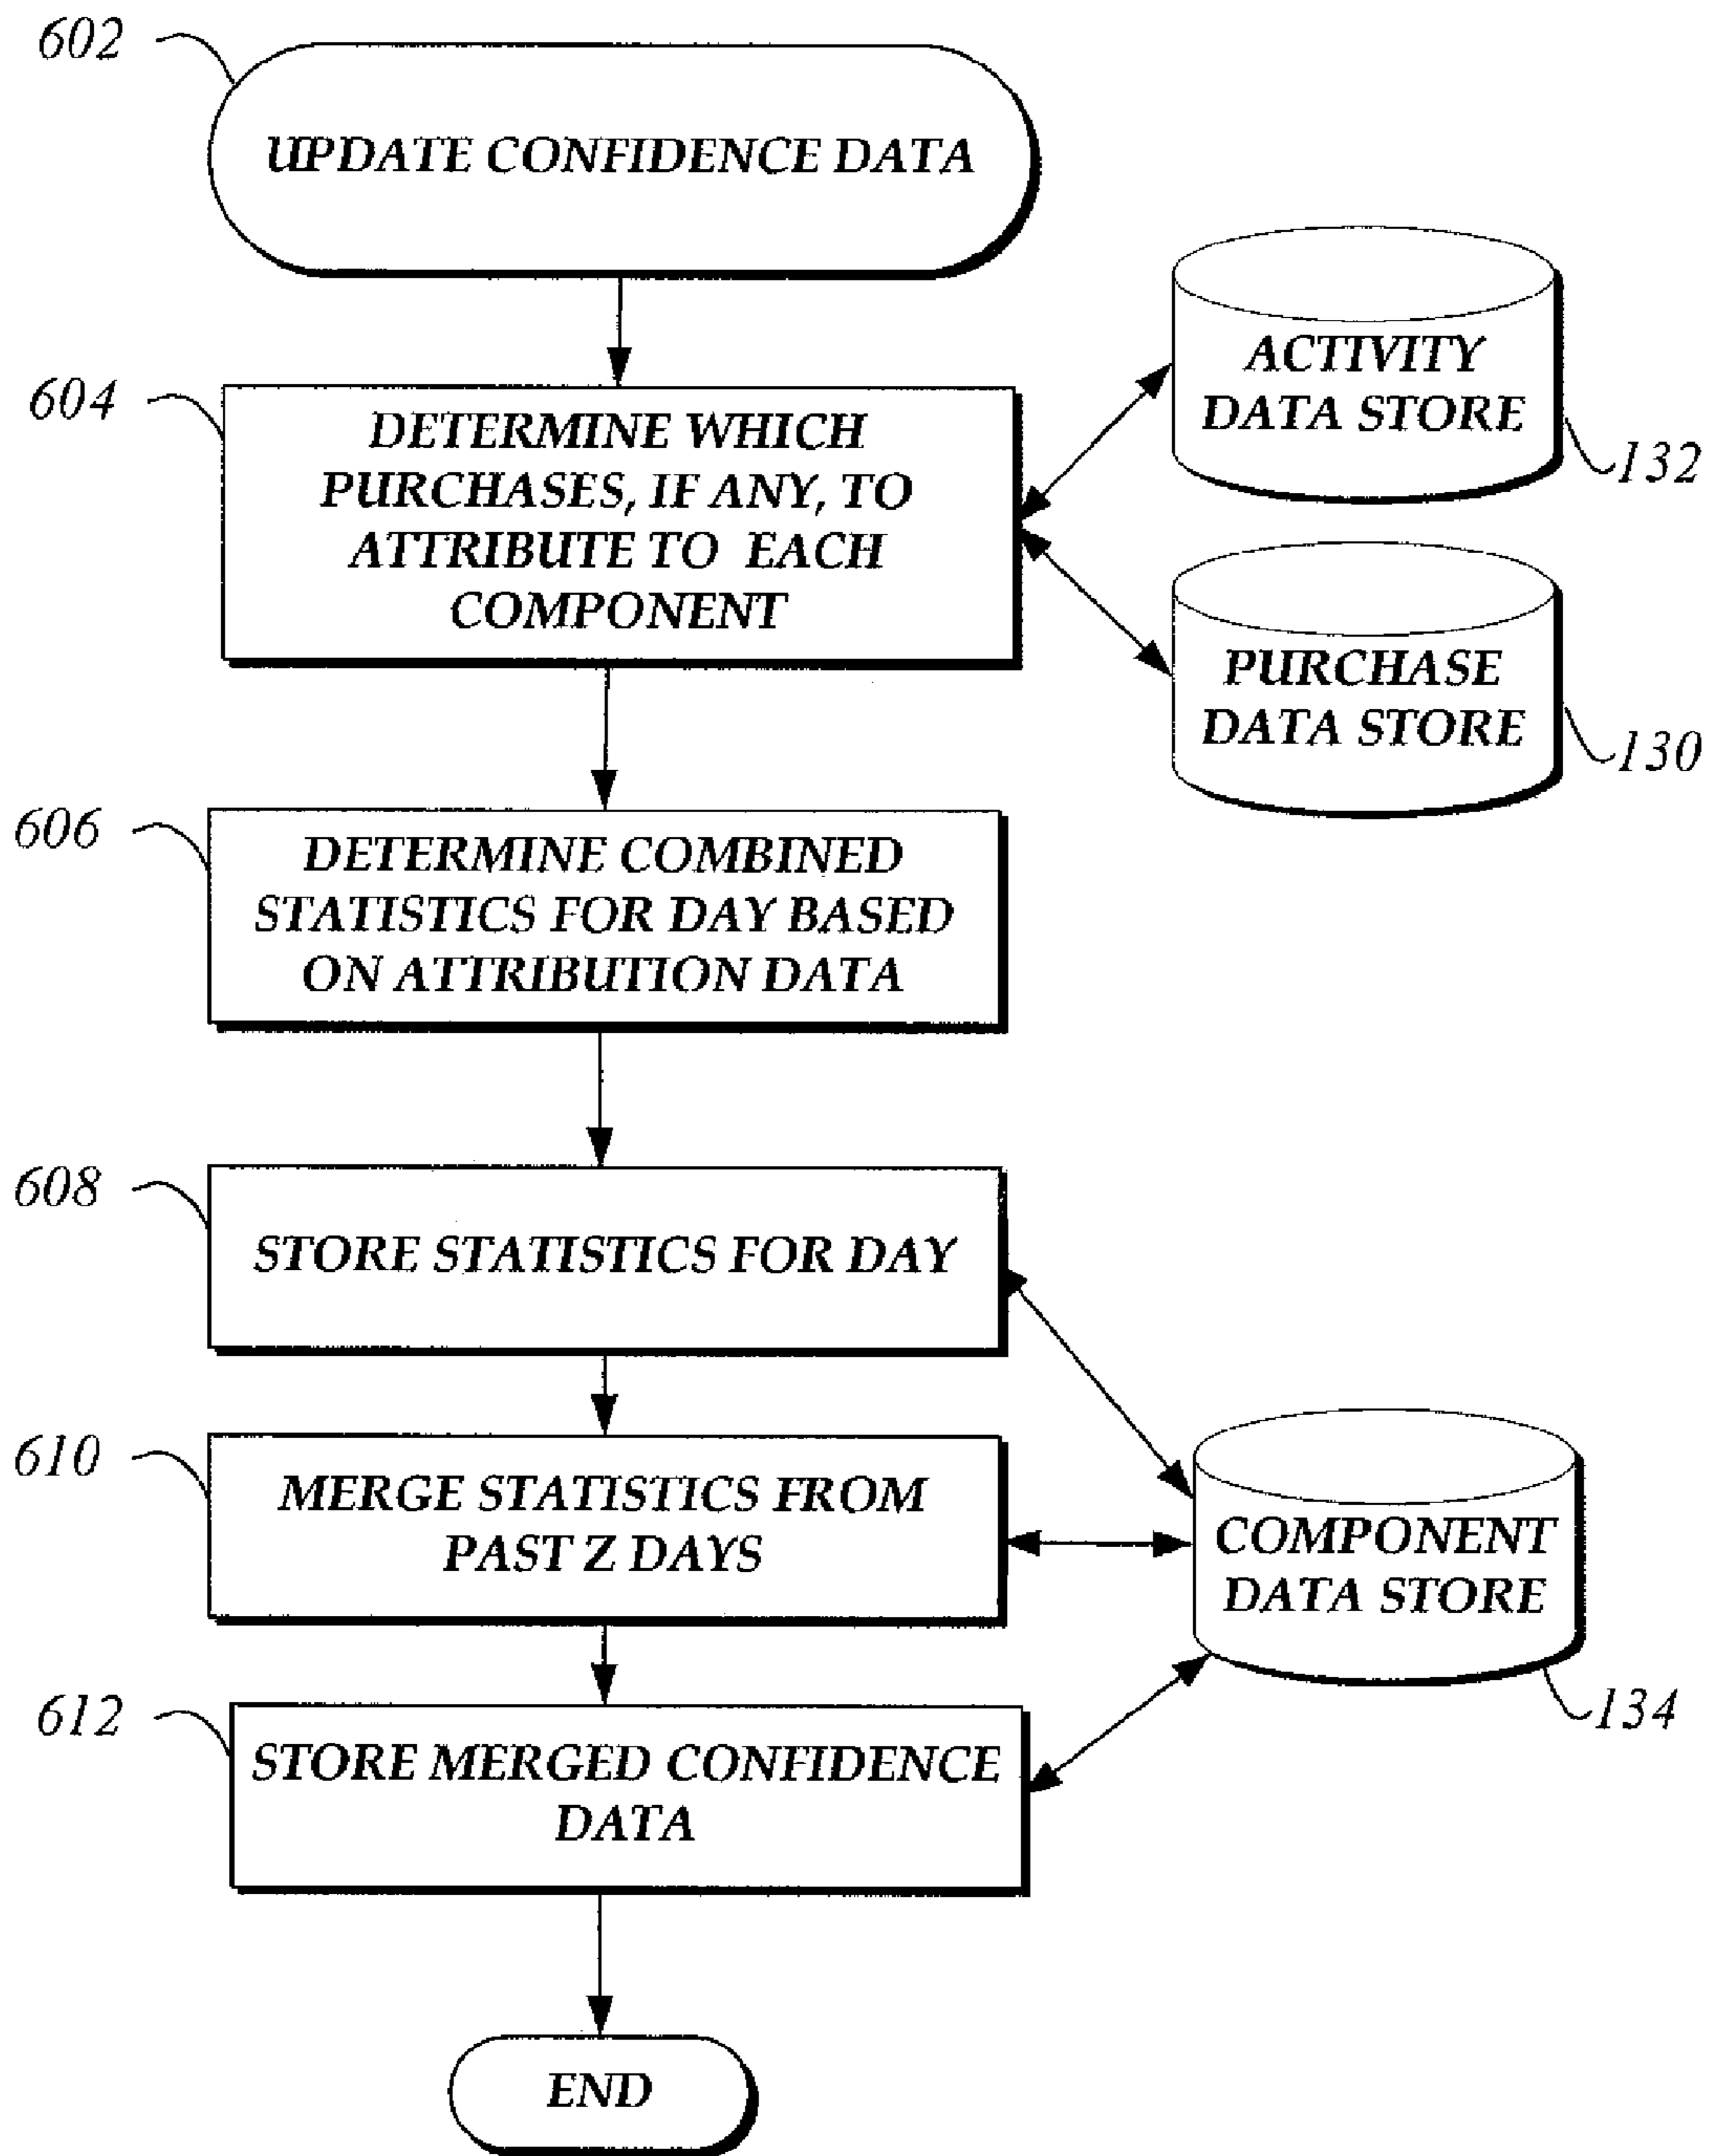 602
UPDATE CONFIDENCE DATA
604
DETERMINE WHICH
PURCHASES, IF ANY, TO
ATTRIBUTE TO EACH
COMPONENT
ACTIVITY
DATA STORE
132
PURCHASE
DATA STORE
130
606
DETERMINE COMBINED
STATISTICS FOR DAY BASED
ON ATTRIBUTION DATA
608
STORE STATISTICS FOR DAY
610
MERGE STATISTICS FROM
PAST Z DAYS
COMPONENT
DATA STORE
134
612
STORE MERGED CONFIDENCE
DATA
END